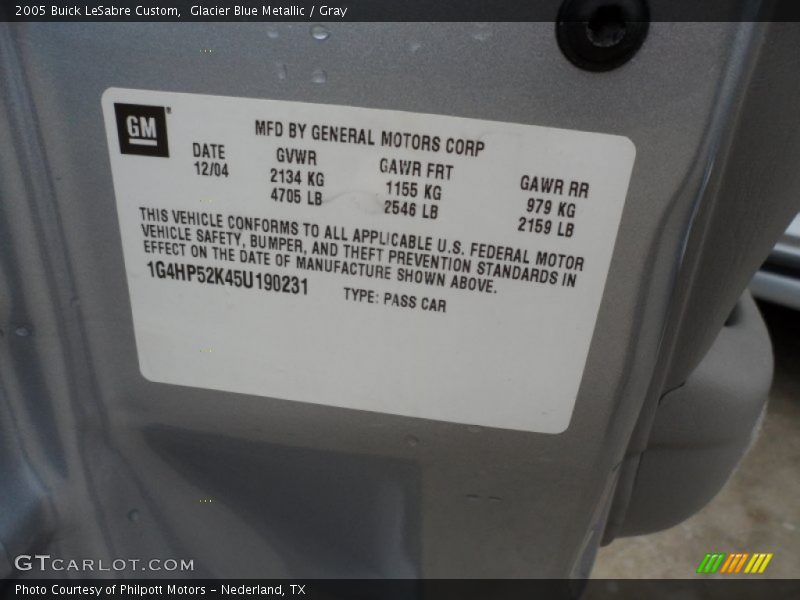 2005 Buick LeSabre Custom,  Glacier Blue Metallic / Gray
GM
MFD BY GENERAL MOTORS CORP
DATE GVWR GAWR FRT GAWR RR
12/04 2134 KG 1155 KG 979 KG
4705 LB 2546 LB 2159 LB
THIS VEHICLE CONFORMS TO ALL APPLICABLE U.S. FEDERAL MOTOR
VEHICLE SAFETY, BUMPER, AND THEFT PREVENTION STANDARDS IN
EFFECT ON THE DATE OF MANUFACTURE SHOWN ABOVE.
1G4HP52K45U190231 TYPE: PASS CAR
GTCARLOT.COM
Photo Courtesy of Philpott Motors - Nederland, TX